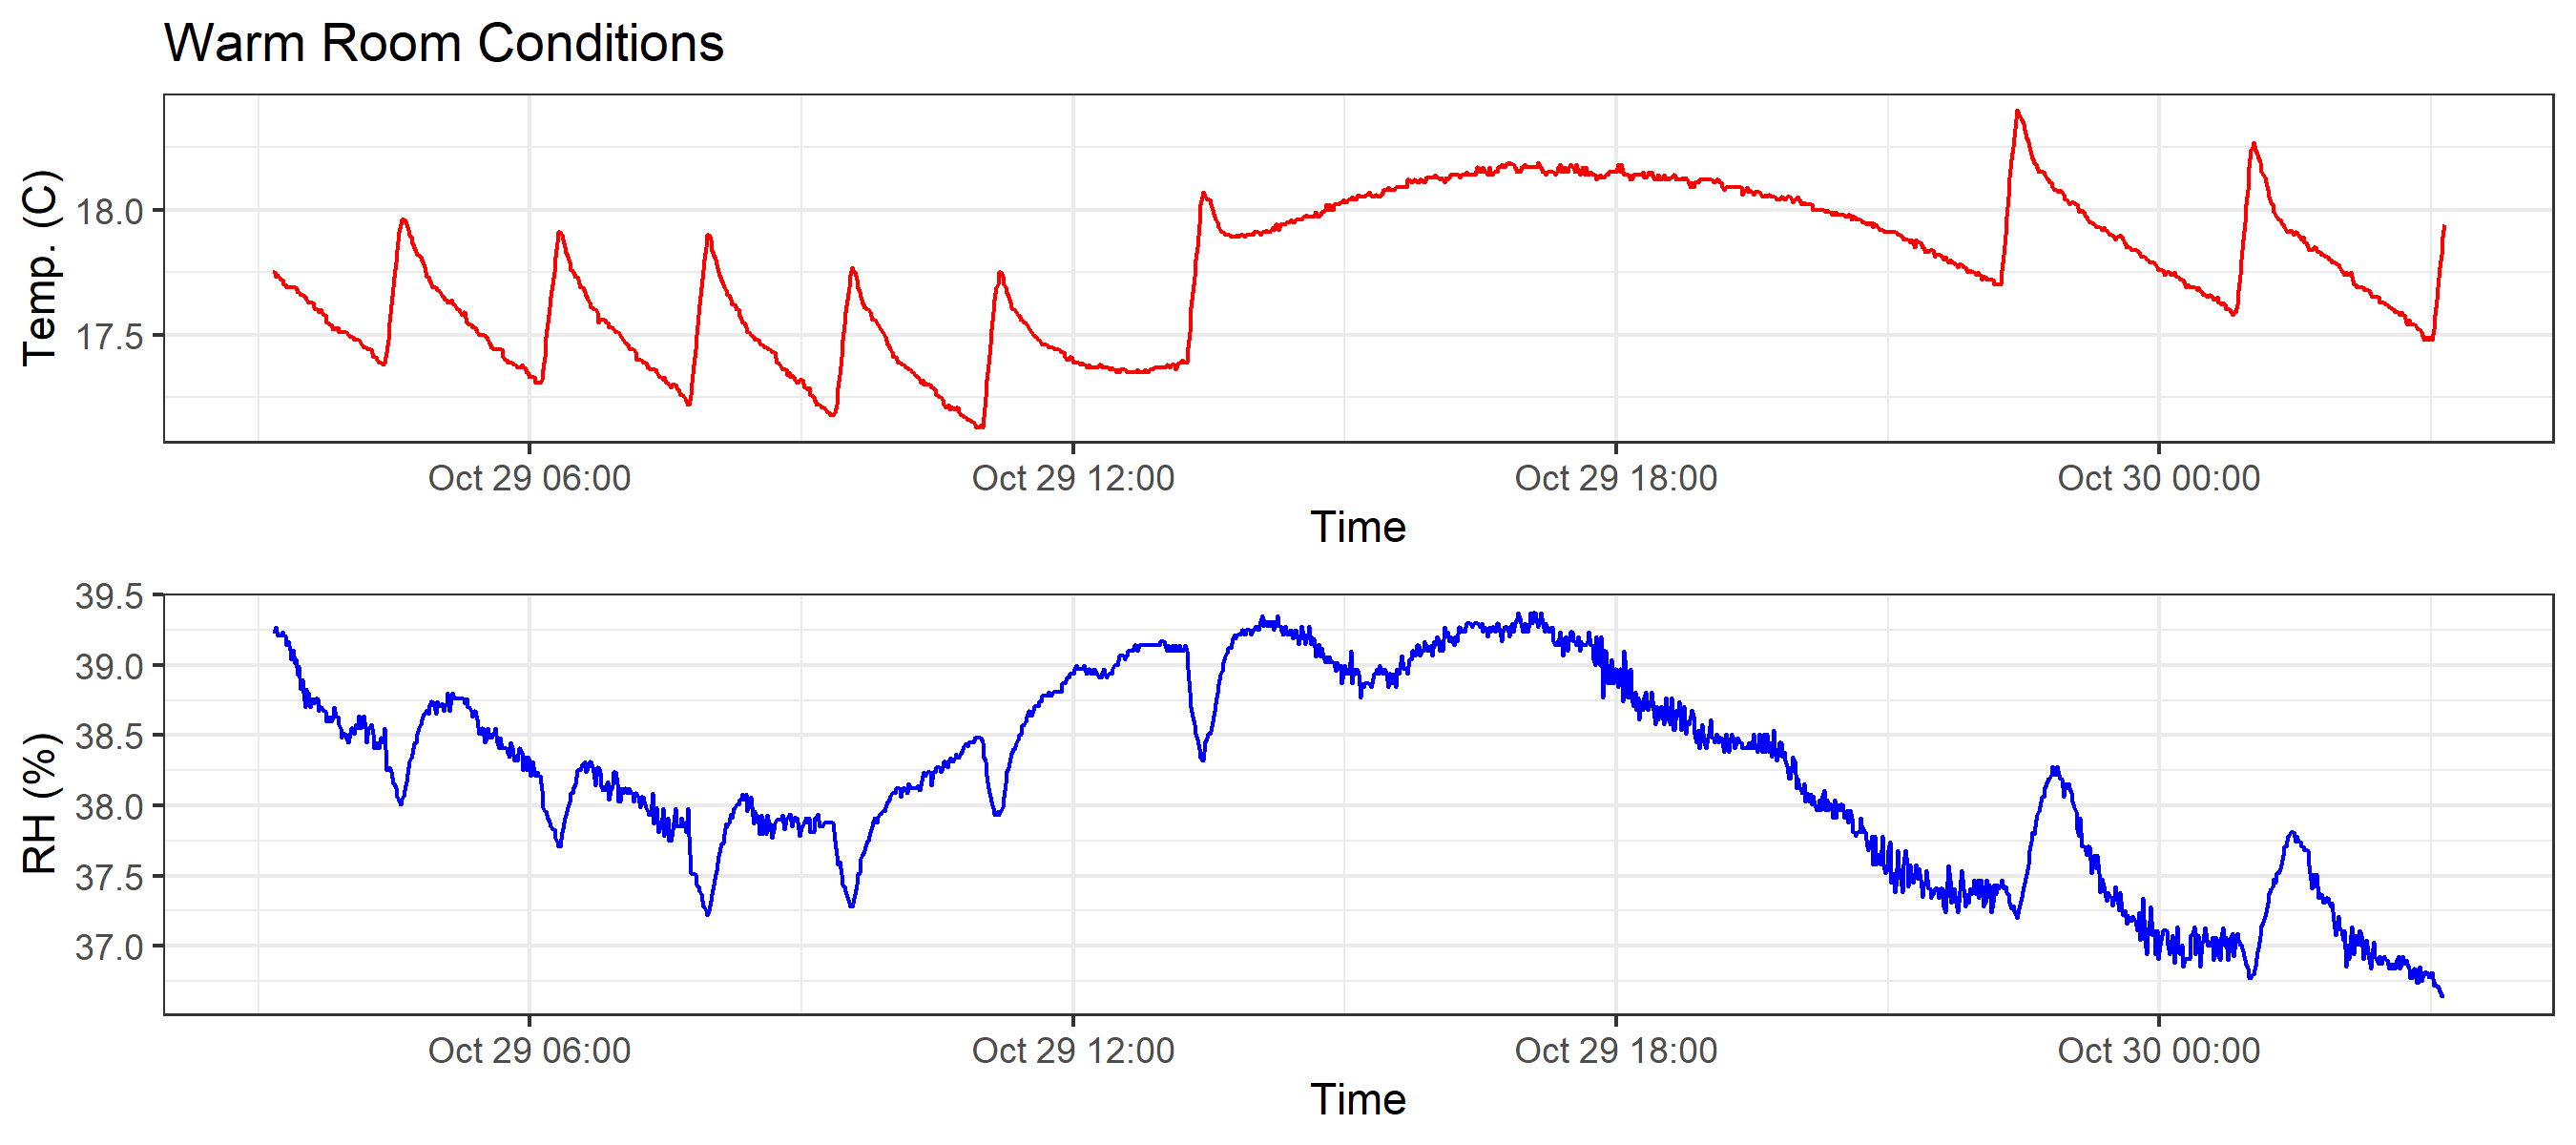 Warm Room Conditions
Temp. (C)
18.0
17.5
Oct 29 06:00 Oct 29 12:00 Oct 29 18:00 Oct 30 00:00
Time
RH (%)
39.5
39.0
38.5
38.0
37.5
37.0
Oct 29 06:00 Oct 29 12:00 Oct 29 18:00 Oct 30 00:00
Time